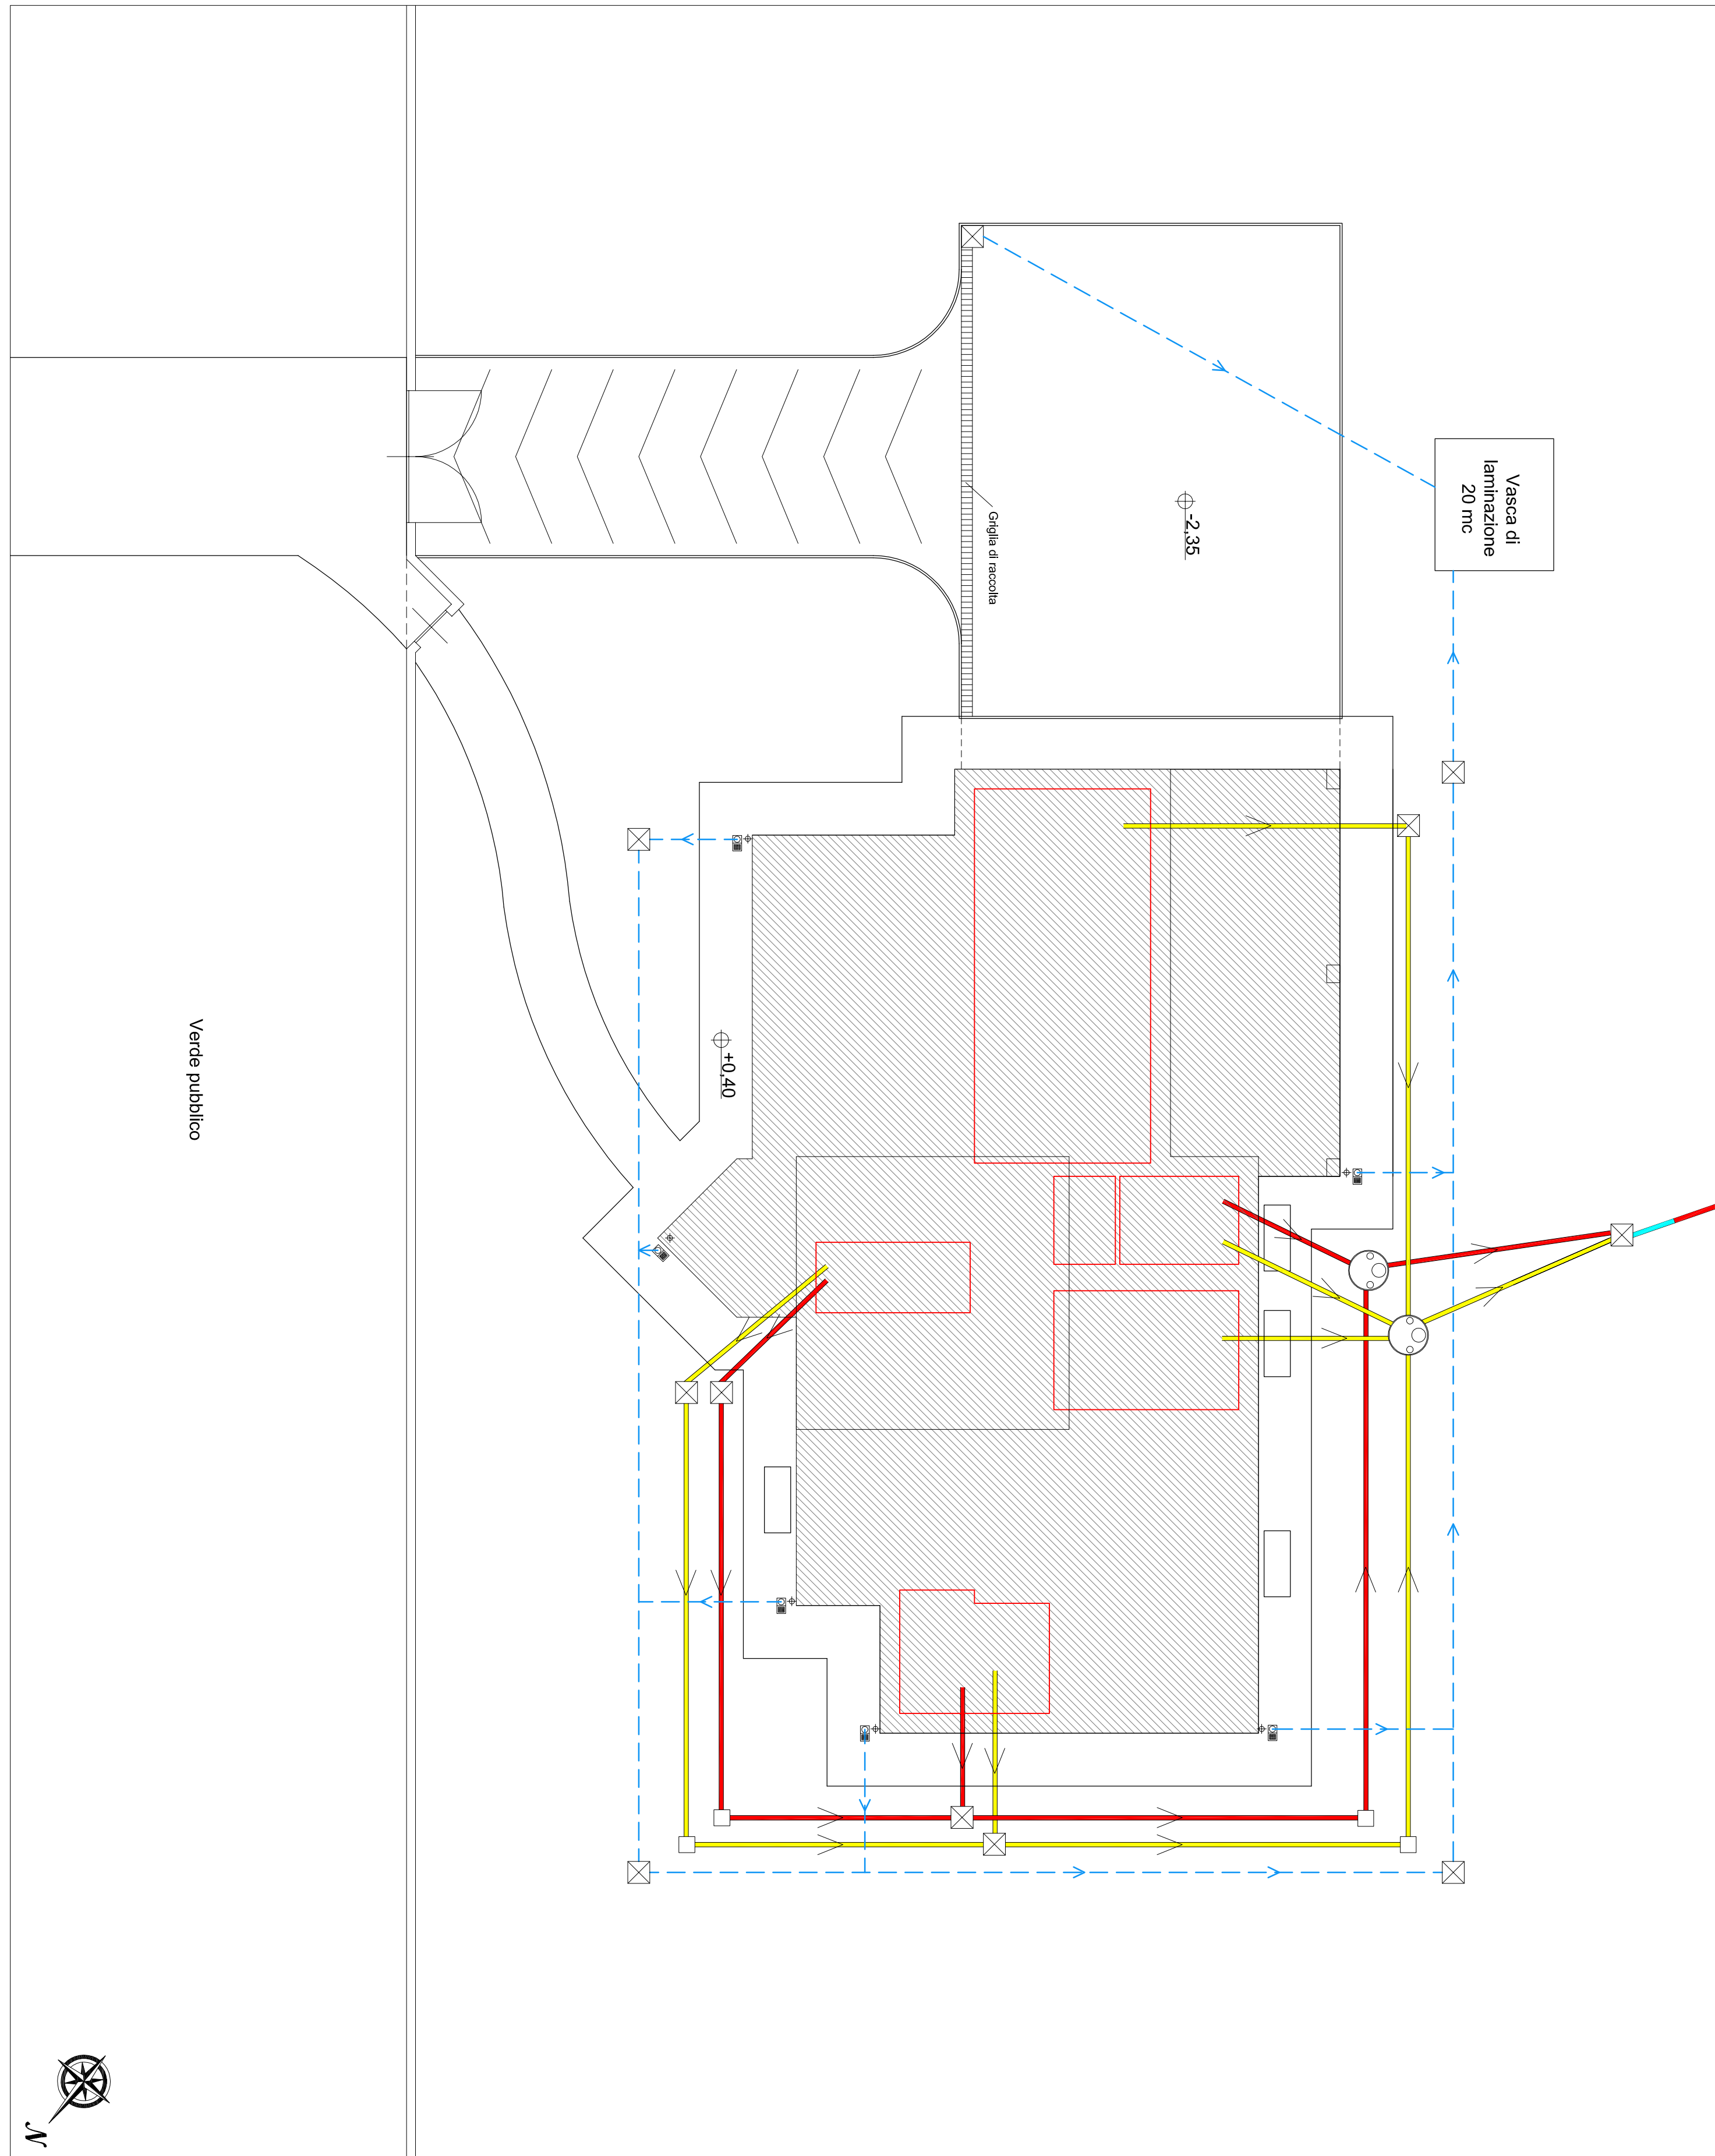 Vasca di
laminazione
20 mc
-2,35
Griglia di raccolta
+0,40
Verde pubblico
N